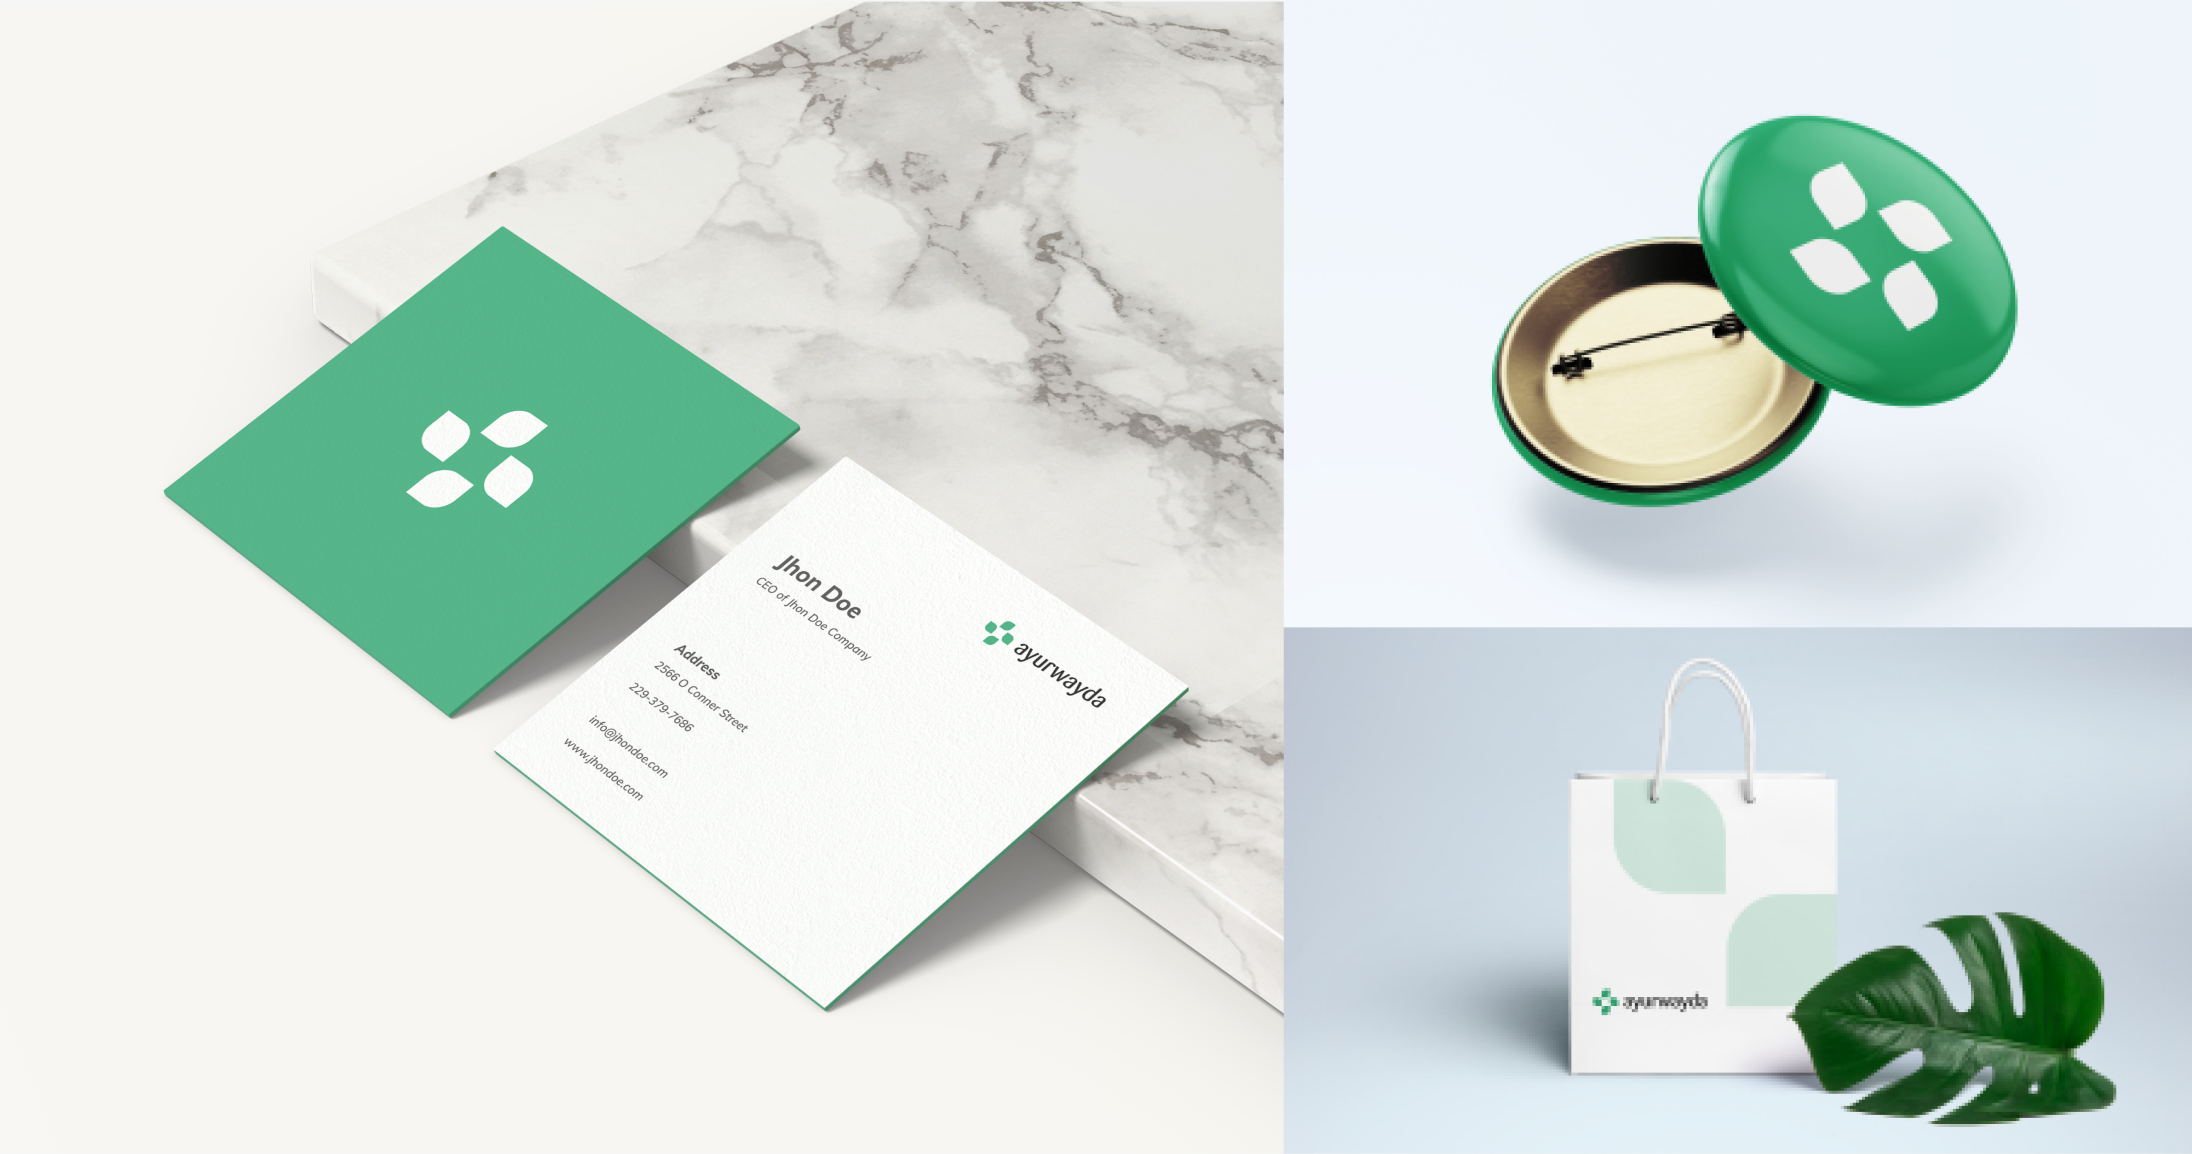 Jhon Doe
CEO of Jhon Doe Company
ayurwayda
Address
2566 O Conner Street
229-379-7686
info@jhondoe.com
www.jhondoe.com
ayurwayda